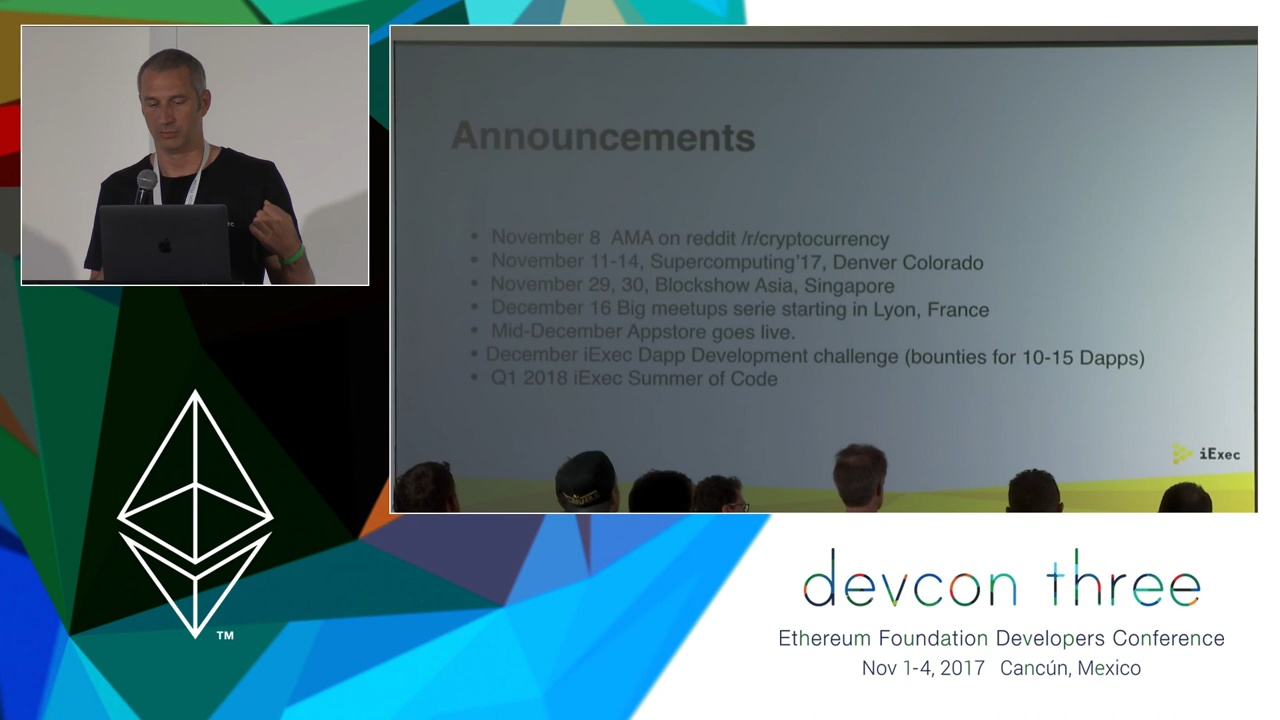 Announcements
• November 8 AMA on reddit /r/cryptocurrency
• November 11-14, Supercomputing'17, Denver Colorado
• November 29, 30, Blockshow Asia, Singapore
• December 16 Big meetups serie starting in Lyon, France
• Mid-December Appstore goes live.
• December iExec Dapp Development challenge (bounties for 10-15 Dapps)
• Q1 2018 iExec Summer of Code
iExec
TM
devcon three
Ethereum Foundation Developers Conference
Nov 1-4, 2017 Cancún, Mexico